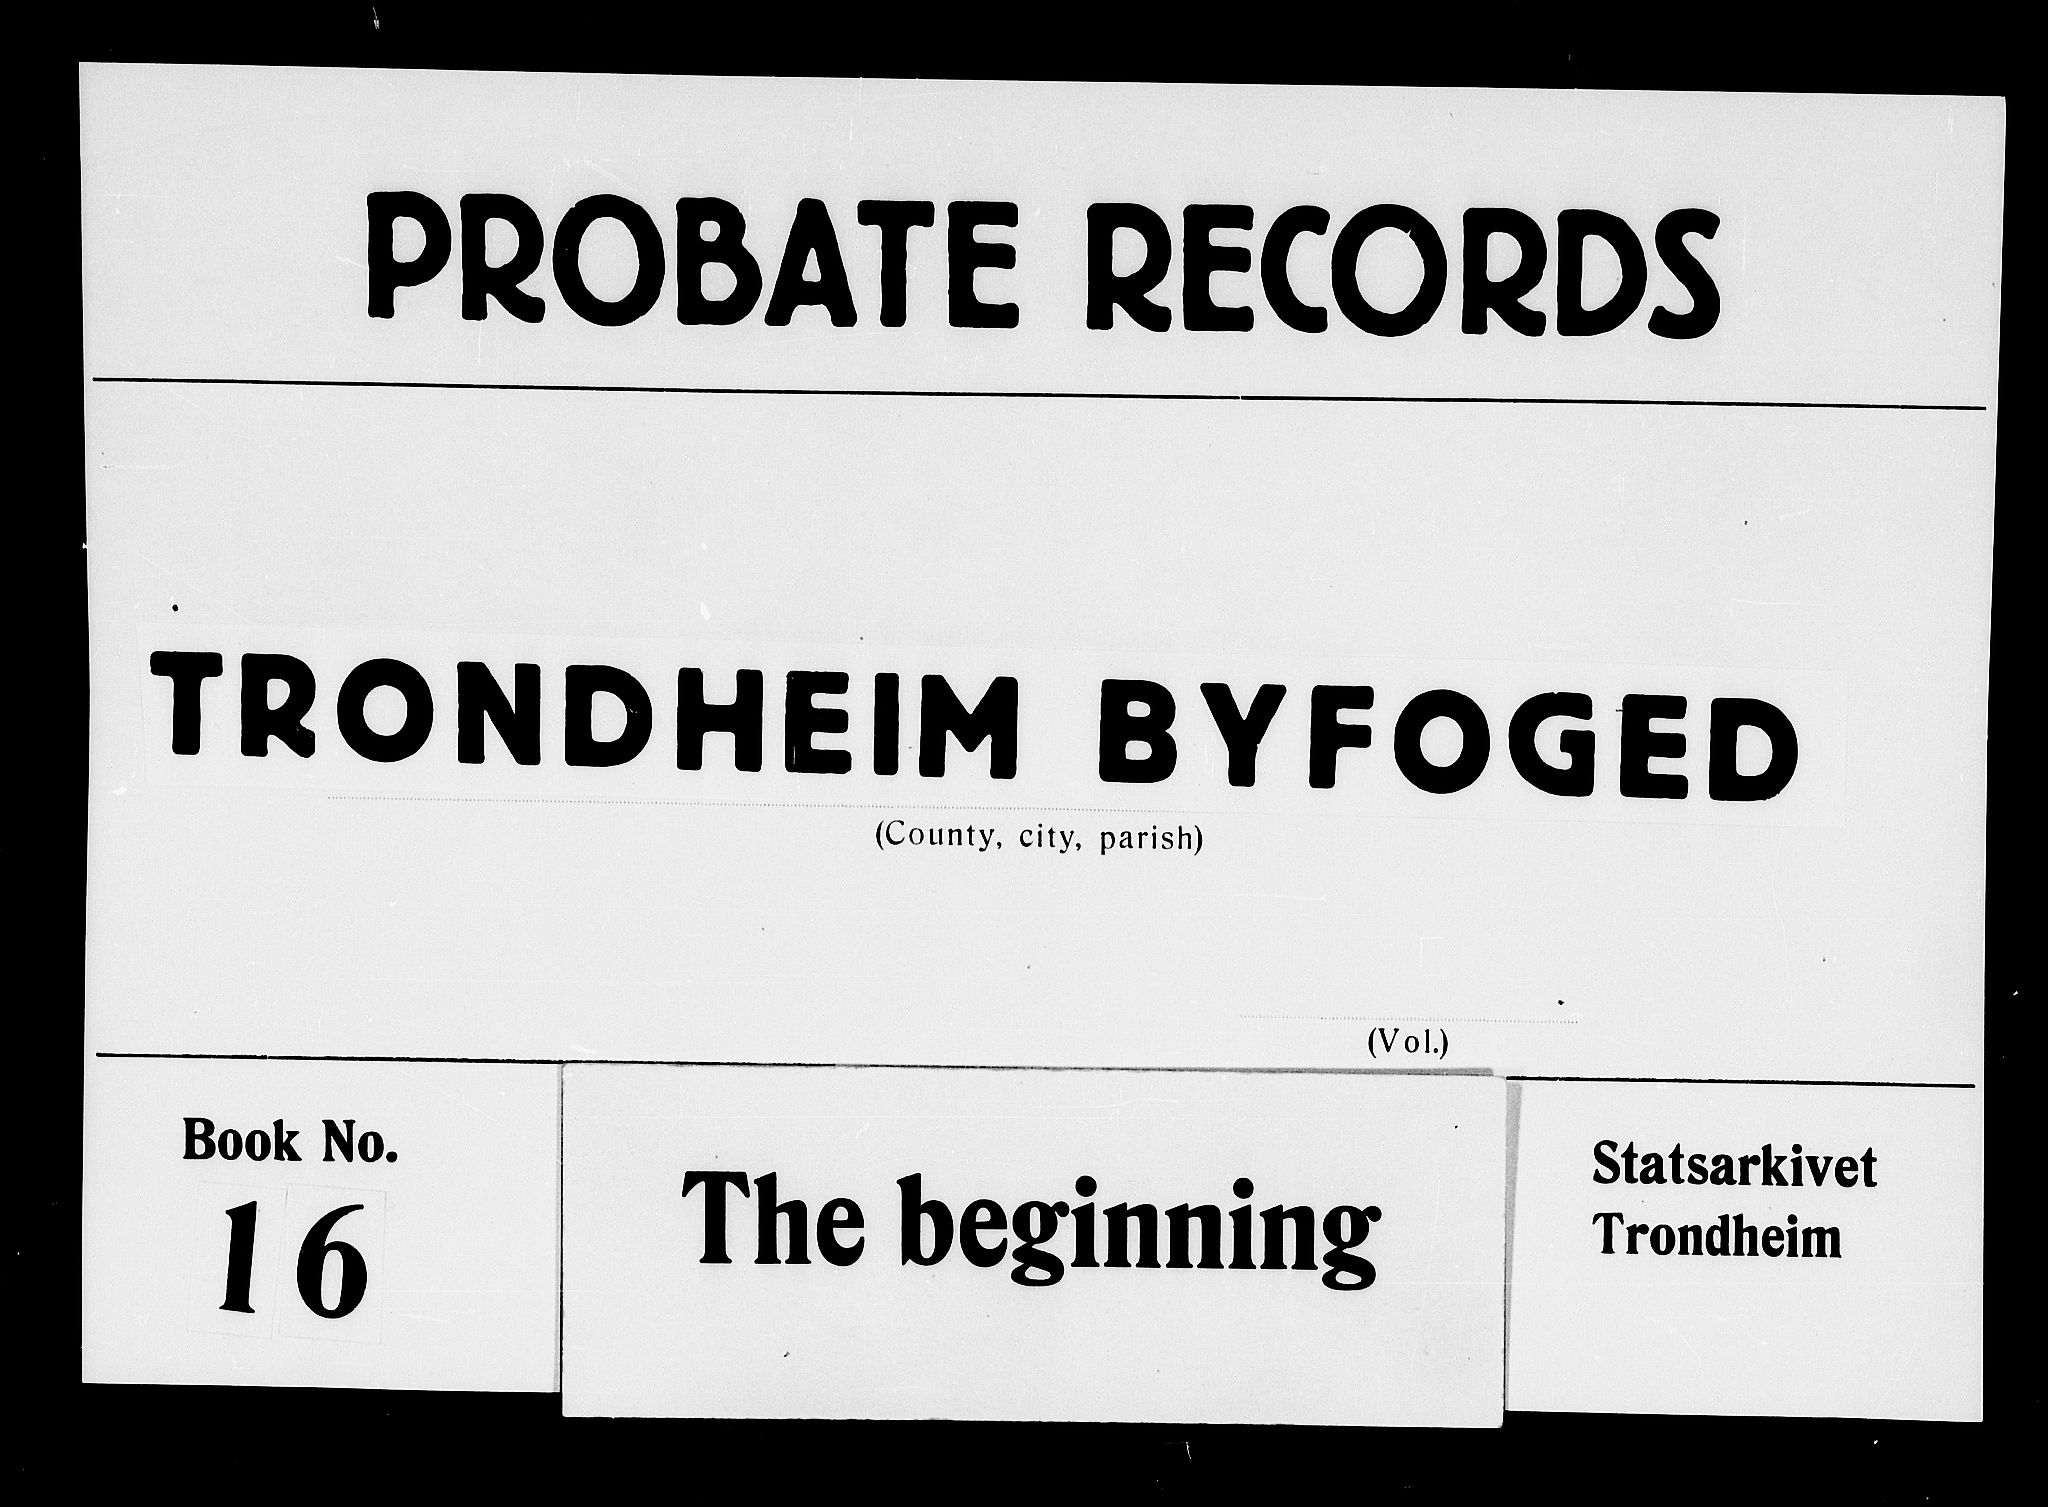 PROBATE RECORDS
TRONDHEIM BYFOGED
(County, city, parish)
(Vol.)
Book No.
16
The beginning
Statsarkivet
Trondheim